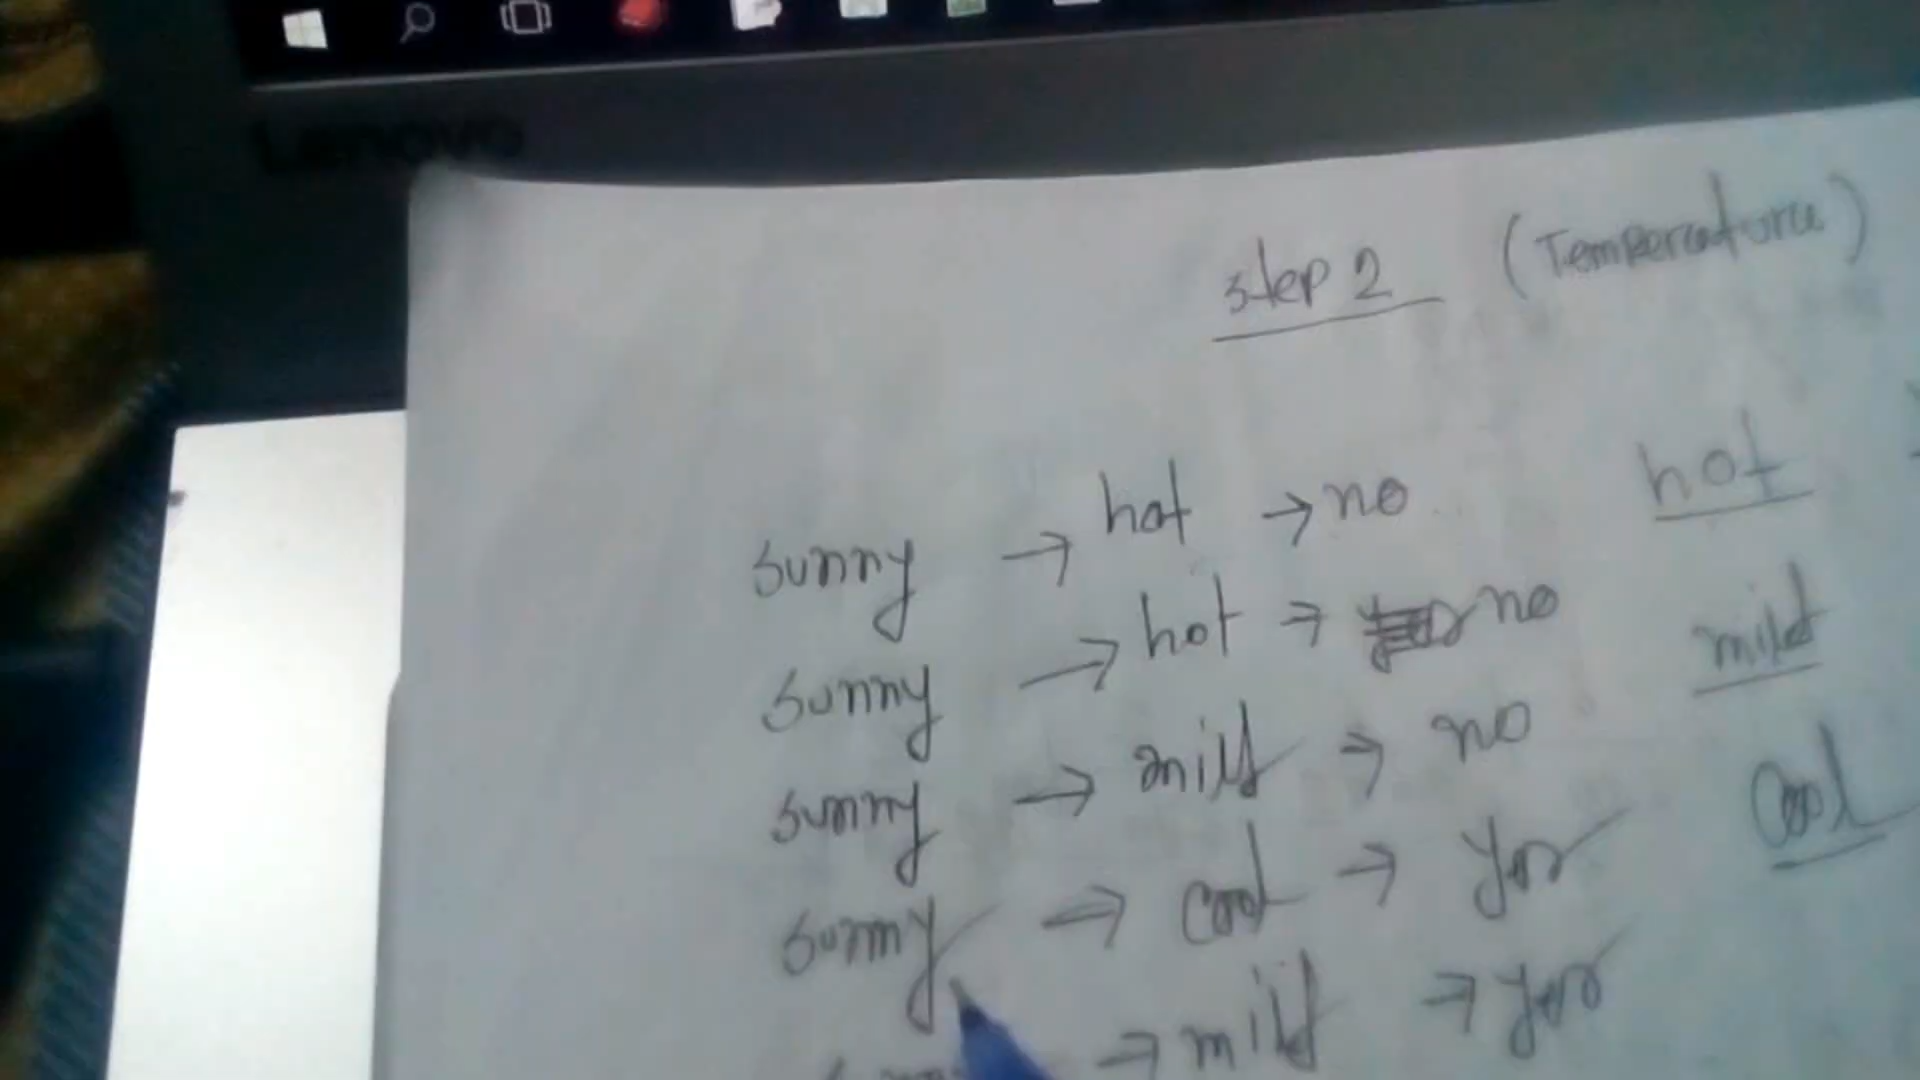 Lenovo
step 2 (Temperature)
sunny → hot → no
hot
sunny → hot → no
mild
sunny → mild → no
cool
sunny → cool → yes
→ mild → yes